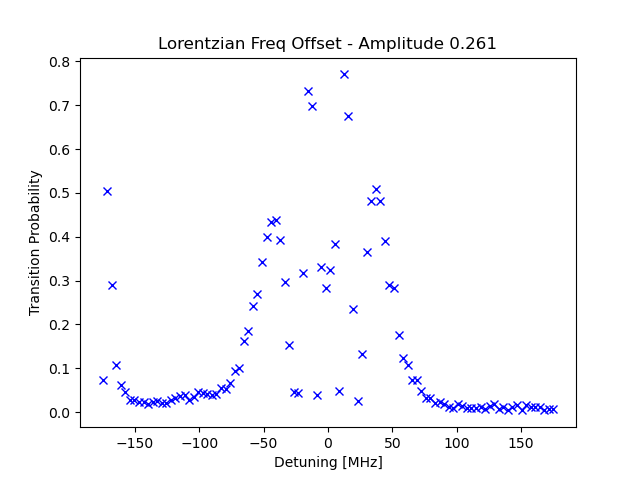 Lorentzian Freq Offset - Amplitude 0.261
0.8
0.7
0.6
0.5
0.4
0.3
0.2
0.1
0.0
Transition Probability
−150 −100 −50 0 50 100 150
Detuning [MHz]